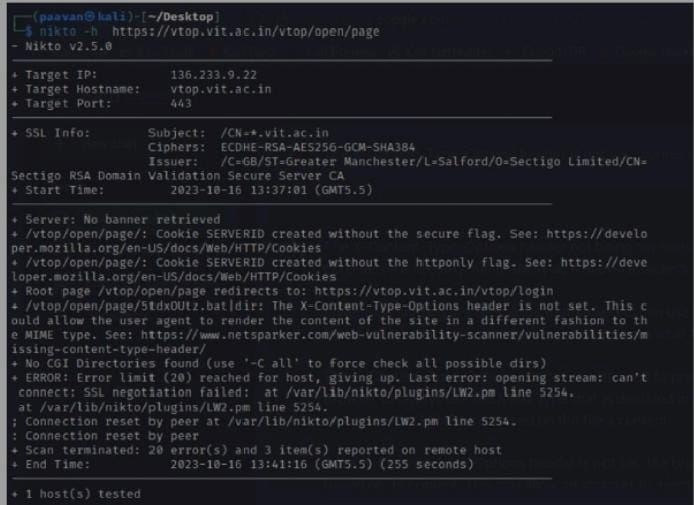 (paavan㉿kali)-[~/Desktop]
$ nikto -h https://vtop.vit.ac.in/vtop/open/page
- Nikto v2.5.0
+ Target IP: 136.233.9.22
+ Target Hostname: vtop.vit.ac.in
+ Target Port: 443
+ SSL Info: Subject: /CN=*.vit.ac.in
Ciphers: ECDHE-RSA-AES256-GCM-SHA384
Issuer: /C=GB/ST=Greater Manchester/L=Salford/O=Sectigo Limited/CN=
Sectigo RSA Domain Validation Secure Server CA
+ Start Time: 2023-10-16 13:37:01 (GMT5.5)
+ Server: No banner retrieved
+ /vtop/open/page/: Cookie SERVERID created without the secure flag. See: https://develo
per.mozilla.org/en-US/docs/Web/HTTP/Cookies
+ /vtop/open/page/: Cookie SERVERID created without the httponly flag. See: https://deve
loper.mozilla.org/en-US/docs/Web/HTTP/Cookies
+ Root page /vtop/open/page redirects to: https://vtop.vit.ac.in/vtop/login
+ /vtop/open/page/5tdxOUtz.bat|dir: The X-Content-Type-Options header is not set. This c
ould allow the user agent to render the content of the site in a different fashion to th
e MIME type. See: https://www.netsparker.com/web-vulnerability-scanner/vulnerabilities/m
issing-content-type-header/
+ No CGI Directories found (use '-C all' to force check all possible dirs)
+ ERROR: Error limit (20) reached for host, giving up. Last error: opening stream: can't
connect: SSL negotiation failed: at /var/lib/nikto/plugins/LW2.pm line 5254.
at /var/lib/nikto/plugins/LW2.pm line 5254.
; Connection reset by peer at /var/lib/nikto/plugins/LW2.pm line 5254.
: Connection reset by peer
+ Scan terminated: 20 error(s) and 3 item(s) reported on remote host
+ End Time: 2023-10-16 13:41:16 (GMT5.5) (255 seconds)
+ 1 host(s) tested